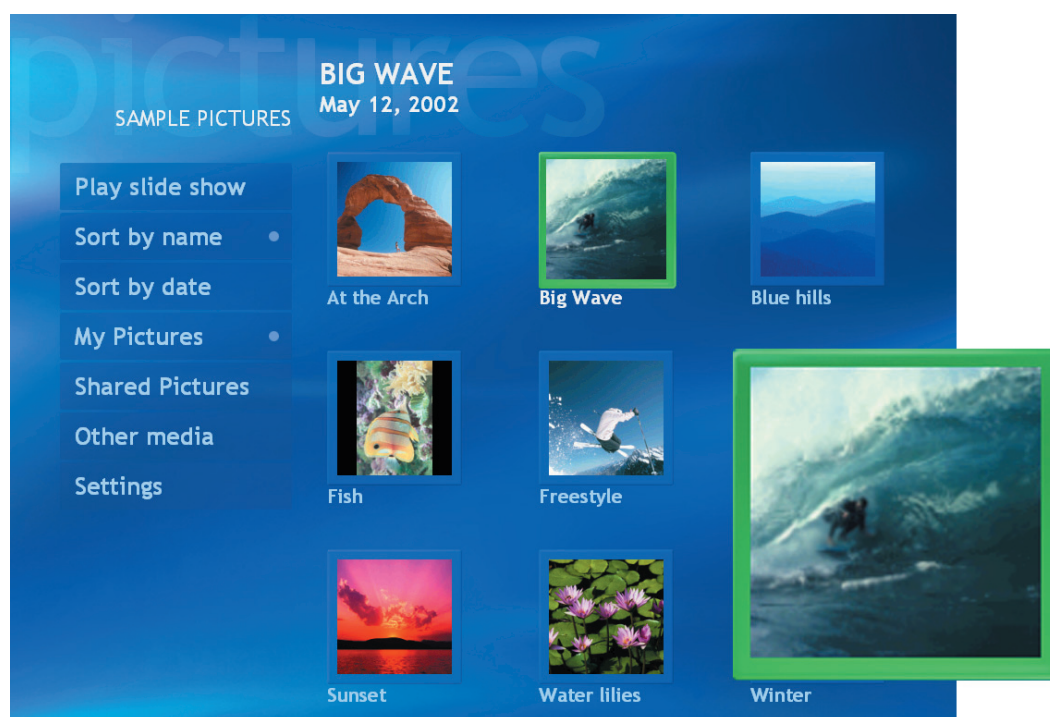 pictures
BIG WAVE
May 12, 2002
SAMPLE PICTURES
Play slide show
Sort by name
Sort by date
My Pictures
Shared Pictures
Other media
Settings
At the Arch
Big Wave
Blue hills
Fish
Freestyle
Sunset
Water lilies
Winter